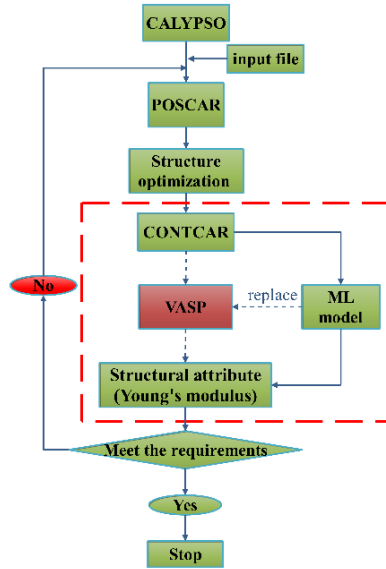 CALYPSO
input file
POSCAR
Structure
optimization
CONTCAR
No
VASP
replace
ML
model
Structural attribute
(Young's modulus)
Meet the requirements
Yes
Stop